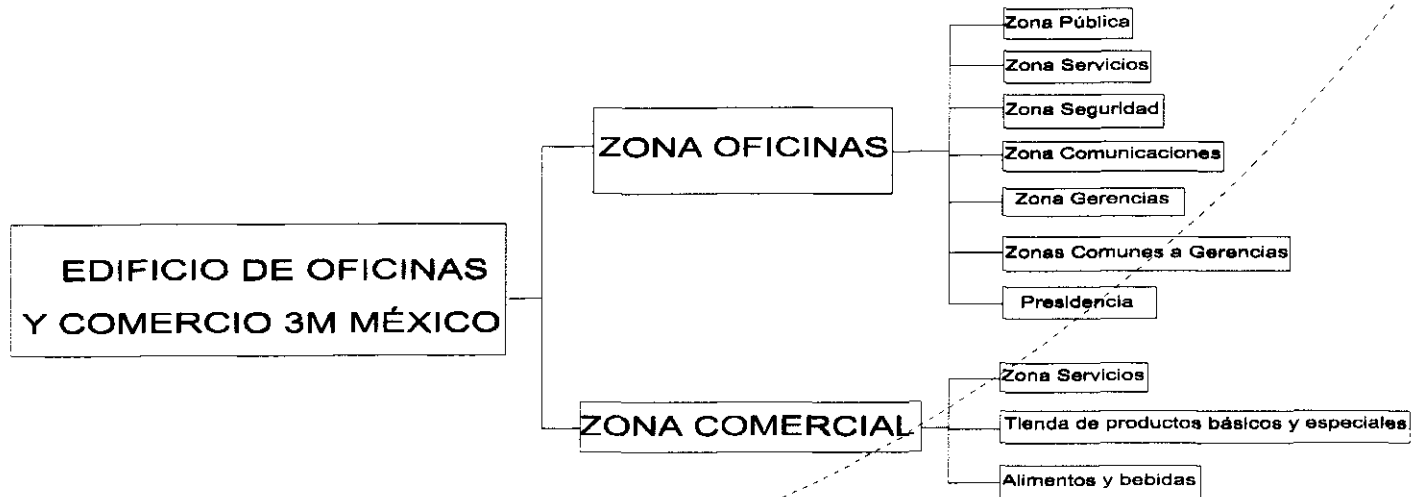 EDIFICIO DE OFICINAS
Y COMERCIO 3M MÉXICO
ZONA OFICINAS
Zona Pública
Zona Servicios
Zona Seguridad
Zona Comunicaciones
Zona Gerencias
Zonas Comunes a Gerencias
Presidencia
ZONA COMERCIAL
Zona Servicios
Tienda de productos básicos y especiales
Alimentos y bebidas